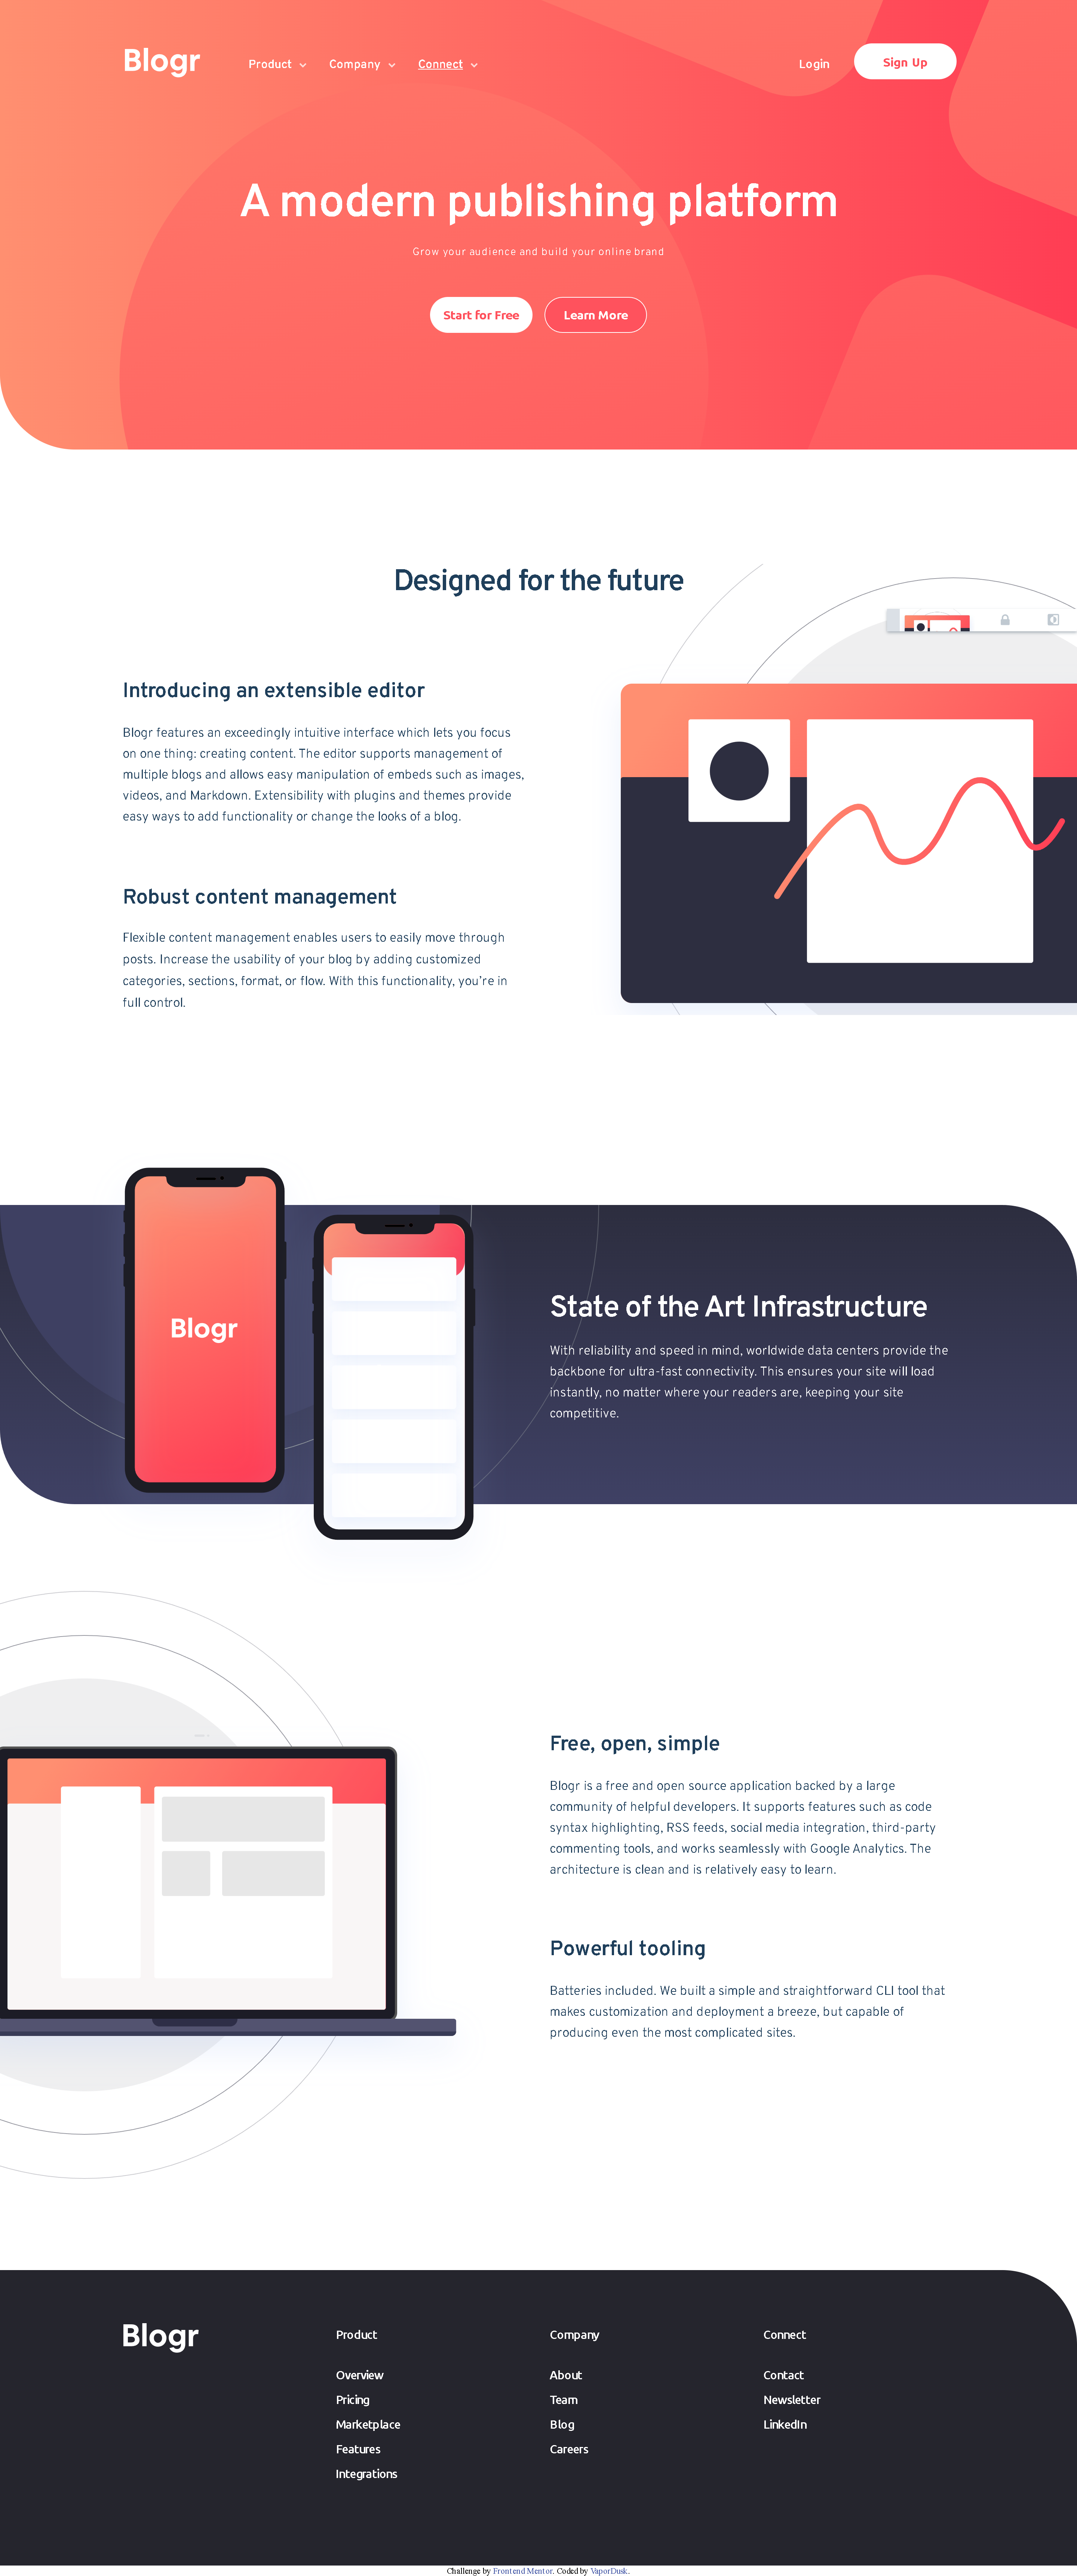 Blogr
Product
Company
Connect
Login
Sign Up
A modern publishing platform
Grow your audience and build your online brand
Start for Free
Learn More
Designed for the future
Introducing an extensible editor
Blogr features an exceedingly intuitive interface which lets you focus
on one thing: creating content. The editor supports management of
multiple blogs and allows easy manipulation of embeds such as images,
videos, and Markdown. Extensibility with plugins and themes provide
easy ways to add functionality or change the looks of a blog.
Robust content management
Flexible content management enables users to easily move through
posts. Increase the usability of your blog by adding customized
categories, sections, format, or flow. With this functionality, you’re in
full control.
Blogr
State of the Art Infrastructure
With reliability and speed in mind, worldwide data centers provide the
backbone for ultra-fast connectivity. This ensures your site will load
instantly, no matter where your readers are, keeping your site
competitive.
Free, open, simple
Blogr is a free and open source application backed by a large
community of helpful developers. It supports features such as code
syntax highlighting, RSS feeds, social media integration, third-party
commenting tools, and works seamlessly with Google Analytics. The
architecture is clean and is relatively easy to learn.
Powerful tooling
Batteries included. We built a simple and straightforward CLI tool that
makes customization and deployment a breeze, but capable of
producing even the most complicated sites.
Blogr
Product
Overview
Pricing
Marketplace
Features
Integrations
Company
About
Team
Blog
Careers
Connect
Contact
Newsletter
LinkedIn
Challenge by Frontend Mentor. Coded by VaporDusk.